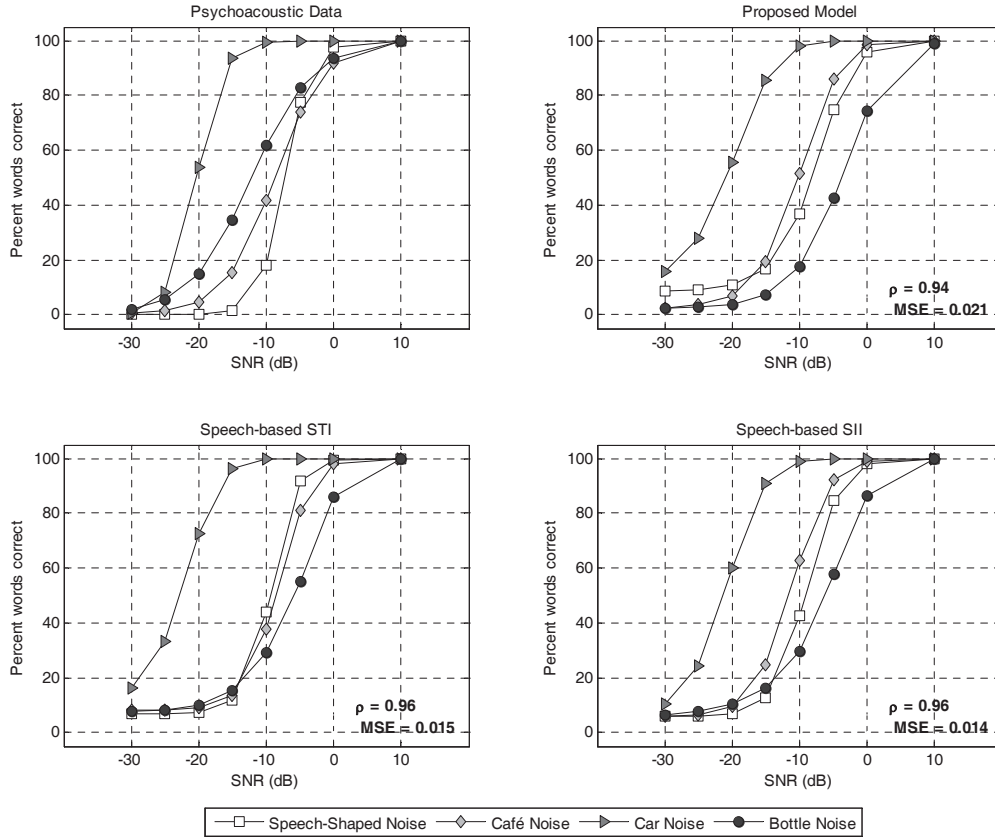 Psychoacoustic Data
Percent words correct
100
80
60
40
20
0
-30 -20 -10 0 10
SNR (dB)
Proposed Model
Percent words correct
100
80
60
40
20
0
ρ = 0.94
MSE = 0.021
-30 -20 -10 0 10
SNR (dB)
Speech-based STI
Percent words correct
100
80
60
40
20
0
ρ = 0.96
MSE = 0.015
-30 -20 -10 0 10
SNR (dB)
Speech-based SII
Percent words correct
100
80
60
40
20
0
ρ = 0.96
MSE = 0.014
-30 -20 -10 0 10
SNR (dB)
Speech-Shaped Noise Café Noise Car Noise Bottle Noise